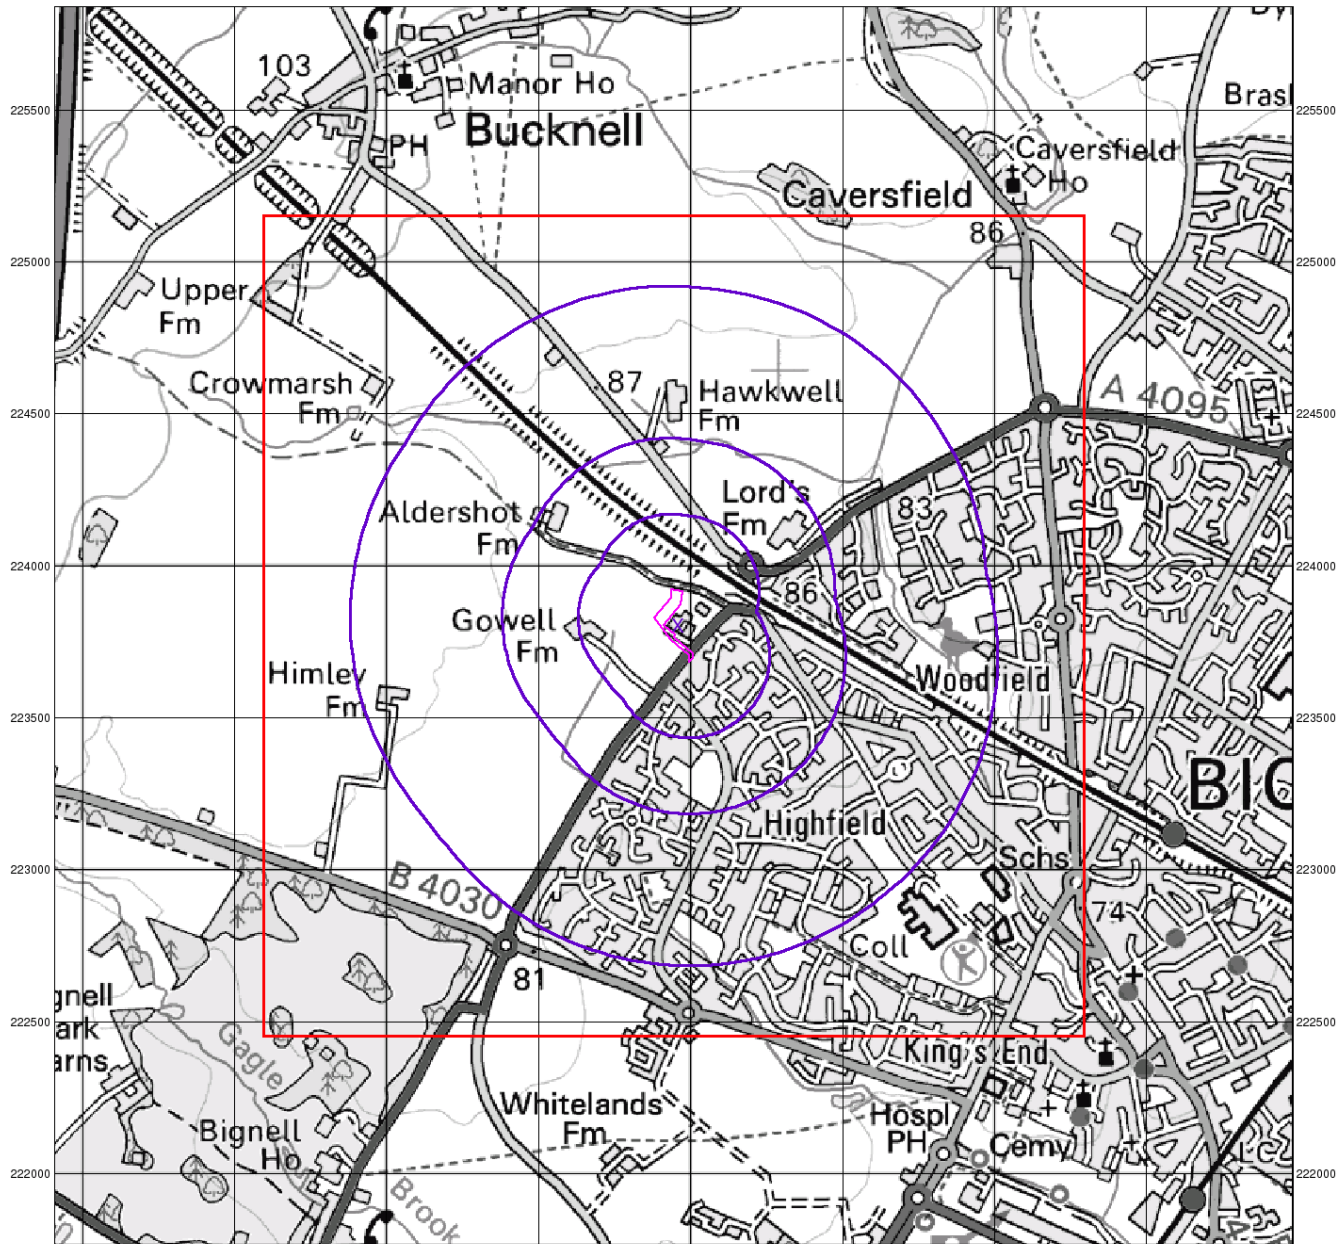 103
Manor Ho
PH
Bucknell
225500
225500
Caversfield
Ho
Caversfield
86
225000
225000
Upper
Fm
Crowmarsh
Fm
87
Hawkwell
Fm
A 4095
224500
224500
Lord's
Fm
83
Aldershot
Fm
224000
224000
86
Gowell
Fm
Himley
Fm
Woodfield
223500
223500
BIC
Highfield
Schs
223000
223000
B 4030
74
Coll
81
gnell
ark
arns
222500
222500
Gagle
King's End
Whitelands
Fm
Hospl
PH
Cemy
Bignell
Ho
LC
222000
222000
Brook